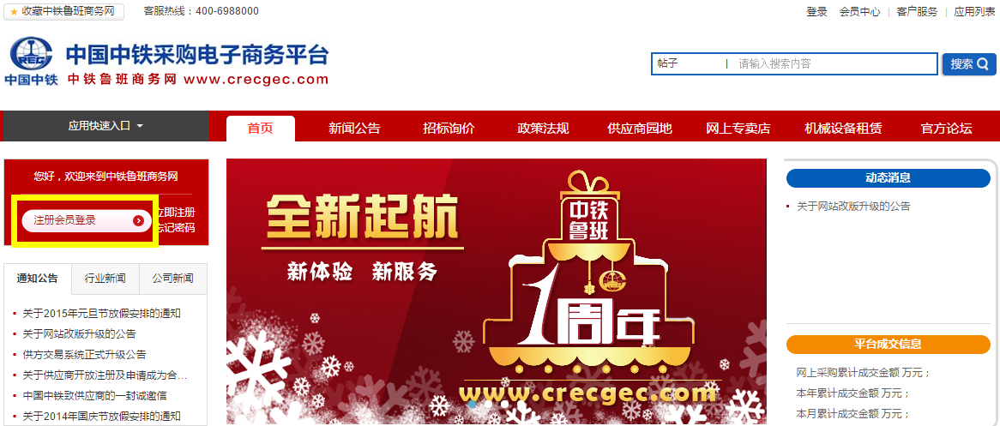 收藏中铁鲁班商务网 客服热线：400-6988000 登录 会员中心 | 客户服务 | 应用列表
CREC
中国中铁
中国中铁采购电子商务平台
中铁鲁班商务网 www.crecgec.com
帖子 | 请输入搜索内容 搜索
应用快速入口 首页 新闻公告 招标询价 政策法规 供应商园地 网上专卖店 机械设备租赁 官方论坛
您好，欢迎来到中铁鲁班商务网
注册会员登录 立即注册
忘记密码
通知公告 行业新闻 公司新闻
关于2015年元旦节放假安排的通知
关于网站改版升级的公告
供方交易系统正式升级公告
关于供应商开放注册及申请成为合…
中国中铁致供应商的一封诚邀信
关于2014年国庆节放假安排的通知
全新起航
新体验 新服务
中铁
鲁班
1周年
www.crecgec.com
动态消息
关于网站改版升级的公告
平台成交信息
网上采购累计成交金额 万元；
本年累计成交金额 万元；
本月累计成交金额 万元；